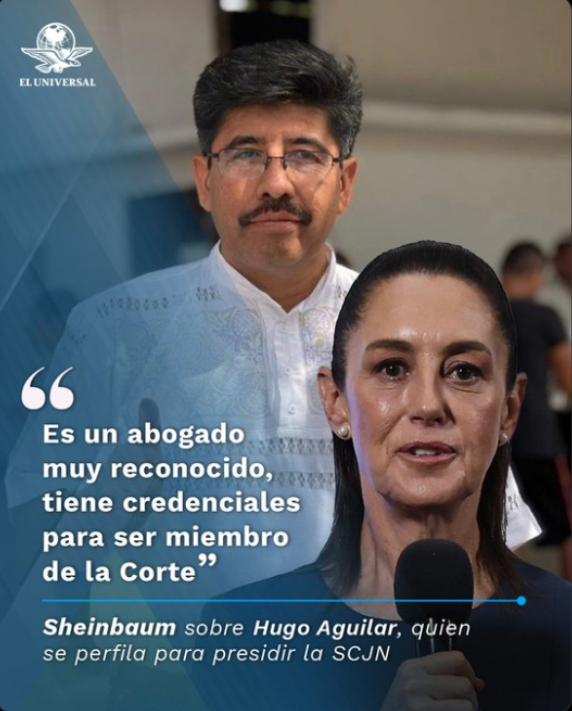 EL UNIVERSAL
“
Es un abogado
muy reconocido,
tiene credenciales
para ser miembro
de la Corte”
Sheinbaum sobre Hugo Aguilar, quien
se perfila para presidir la SCJN